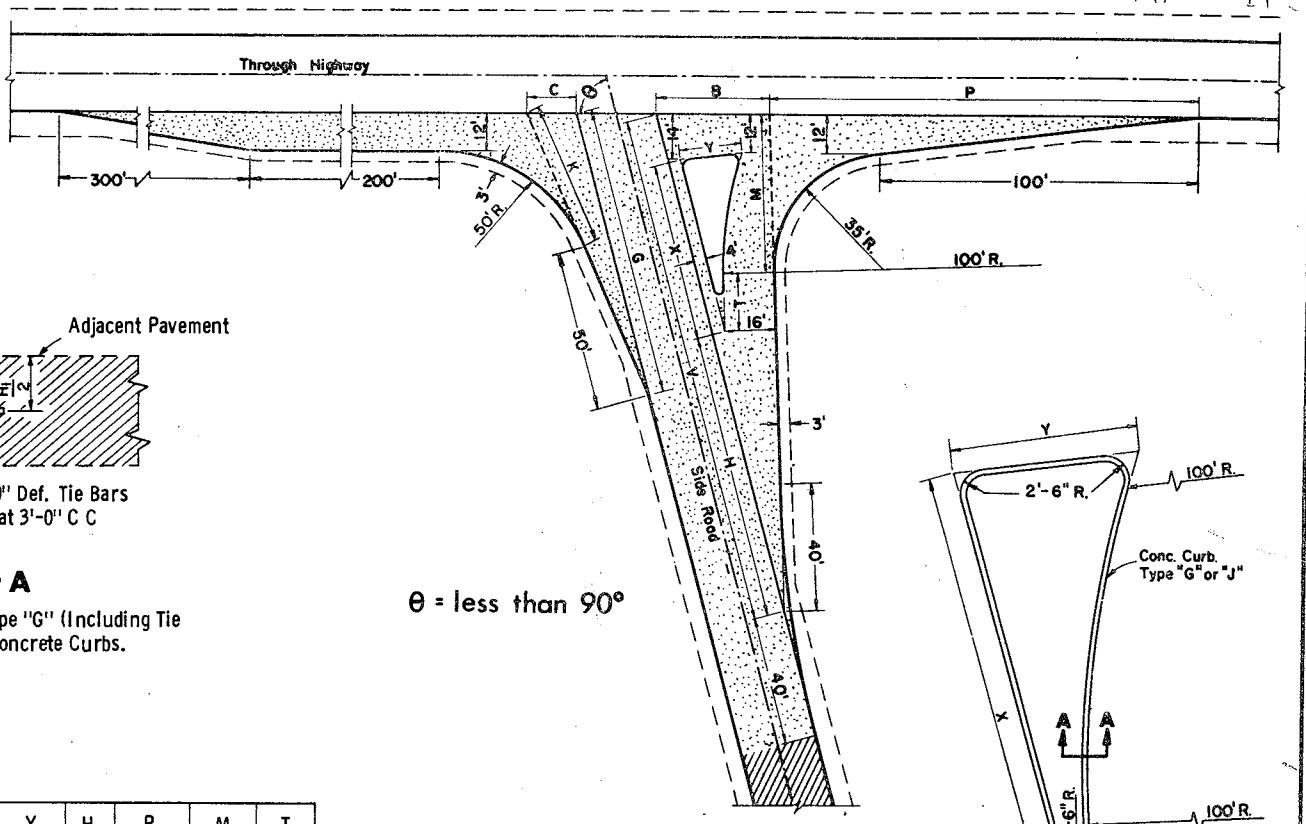 Through Highway
C
θ
B
P
12'
14'
12'
12'
Y
K
M
300'
200'
3'
50' R.
100'
35' R.
G
X
4'
100' R.
T
16'
50'
V
3'
H
Side Road
40'
40'
Adjacent Pavement
2
Def. Tie Bars
at 3'-0" C C
A
"G" (Including Tie
Curbs.
θ = less than 90°
Y
2'-6" R.
100' R.
Conc. Curb.
Type "G" or "J"
X
A A
100' R.
Y H P M T